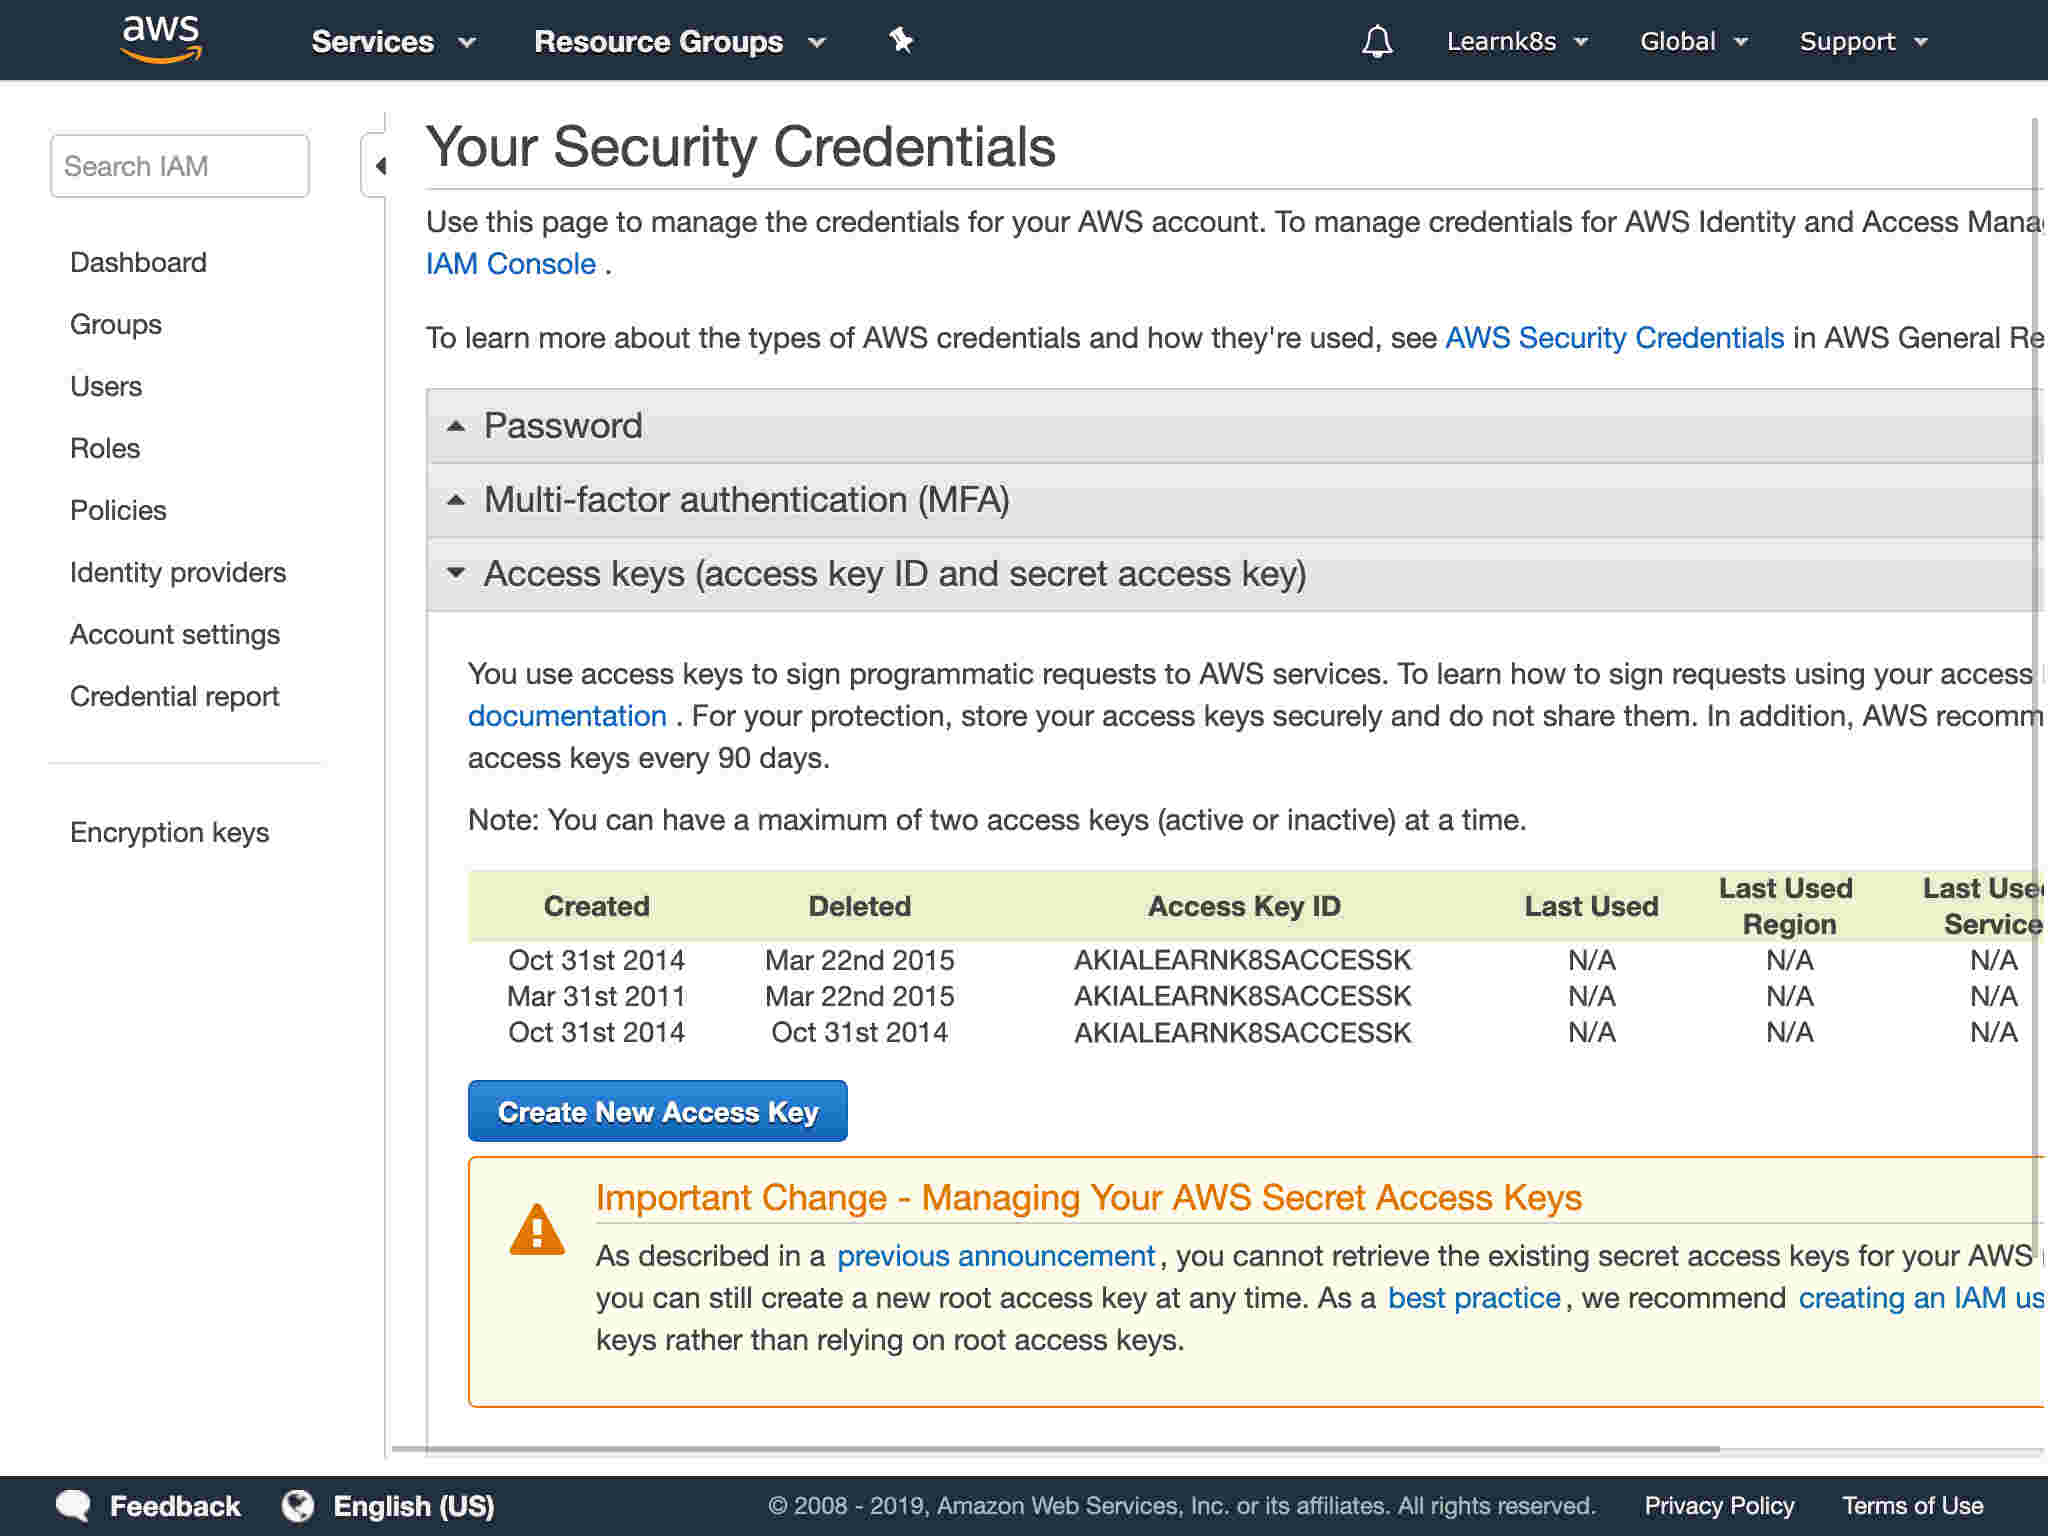 aws Services Resource Groups Learnk8s Global Support
Search IAM
Dashboard
Groups
Users
Roles
Policies
Identity providers
Account settings
Credential report
Encryption keys
Your Security Credentials
Use this page to manage the credentials for your AWS account. To manage credentials for AWS Identity and Access Mana
IAM Console .
To learn more about the types of AWS credentials and how they're used, see AWS Security Credentials in AWS General Re
Password
Multi-factor authentication (MFA)
Access keys (access key ID and secret access key)
You use access keys to sign programmatic requests to AWS services. To learn how to sign requests using your access
documentation . For your protection, store your access keys securely and do not share them. In addition, AWS recomm
access keys every 90 days.
Note: You can have a maximum of two access keys (active or inactive) at a time.
Created Deleted Access Key ID Last Used Last Used Region Last Used Service
Oct 31st 2014 Mar 22nd 2015 AKIALEARNK8SACCESSK N/A N/A N/A
Mar 31st 2011 Mar 22nd 2015 AKIALEARNK8SACCESSK N/A N/A N/A
Oct 31st 2014 Oct 31st 2014 AKIALEARNK8SACCESSK N/A N/A N/A
Create New Access Key
Important Change - Managing Your AWS Secret Access Keys
As described in a previous announcement, you cannot retrieve the existing secret access keys for your AWS
you can still create a new root access key at any time. As a best practice, we recommend creating an IAM us
keys rather than relying on root access keys.
Feedback English (US) © 2008 - 2019, Amazon Web Services, Inc. or its affiliates. All rights reserved. Privacy Policy Terms of Use